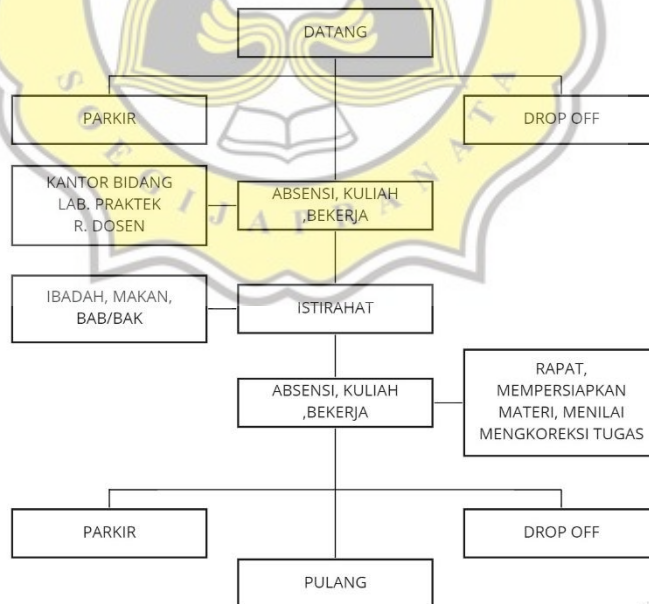 DATANG
PARKIR
DROP OFF
KANTOR BIDANG
LAB. PRAKTEK
R. DOSEN
ABSENSI, KULIAH
,BEKERJA
IBADAH, MAKAN,
BAB/BAK
ISTIRAHAT
ABSENSI, KULIAH
,BEKERJA
RAPAT,
MEMPERSIAPKAN
MATERI, MENILAI
MENGKOREKSI TUGAS
PARKIR
DROP OFF
PULANG
SOEGIJAPRANATA